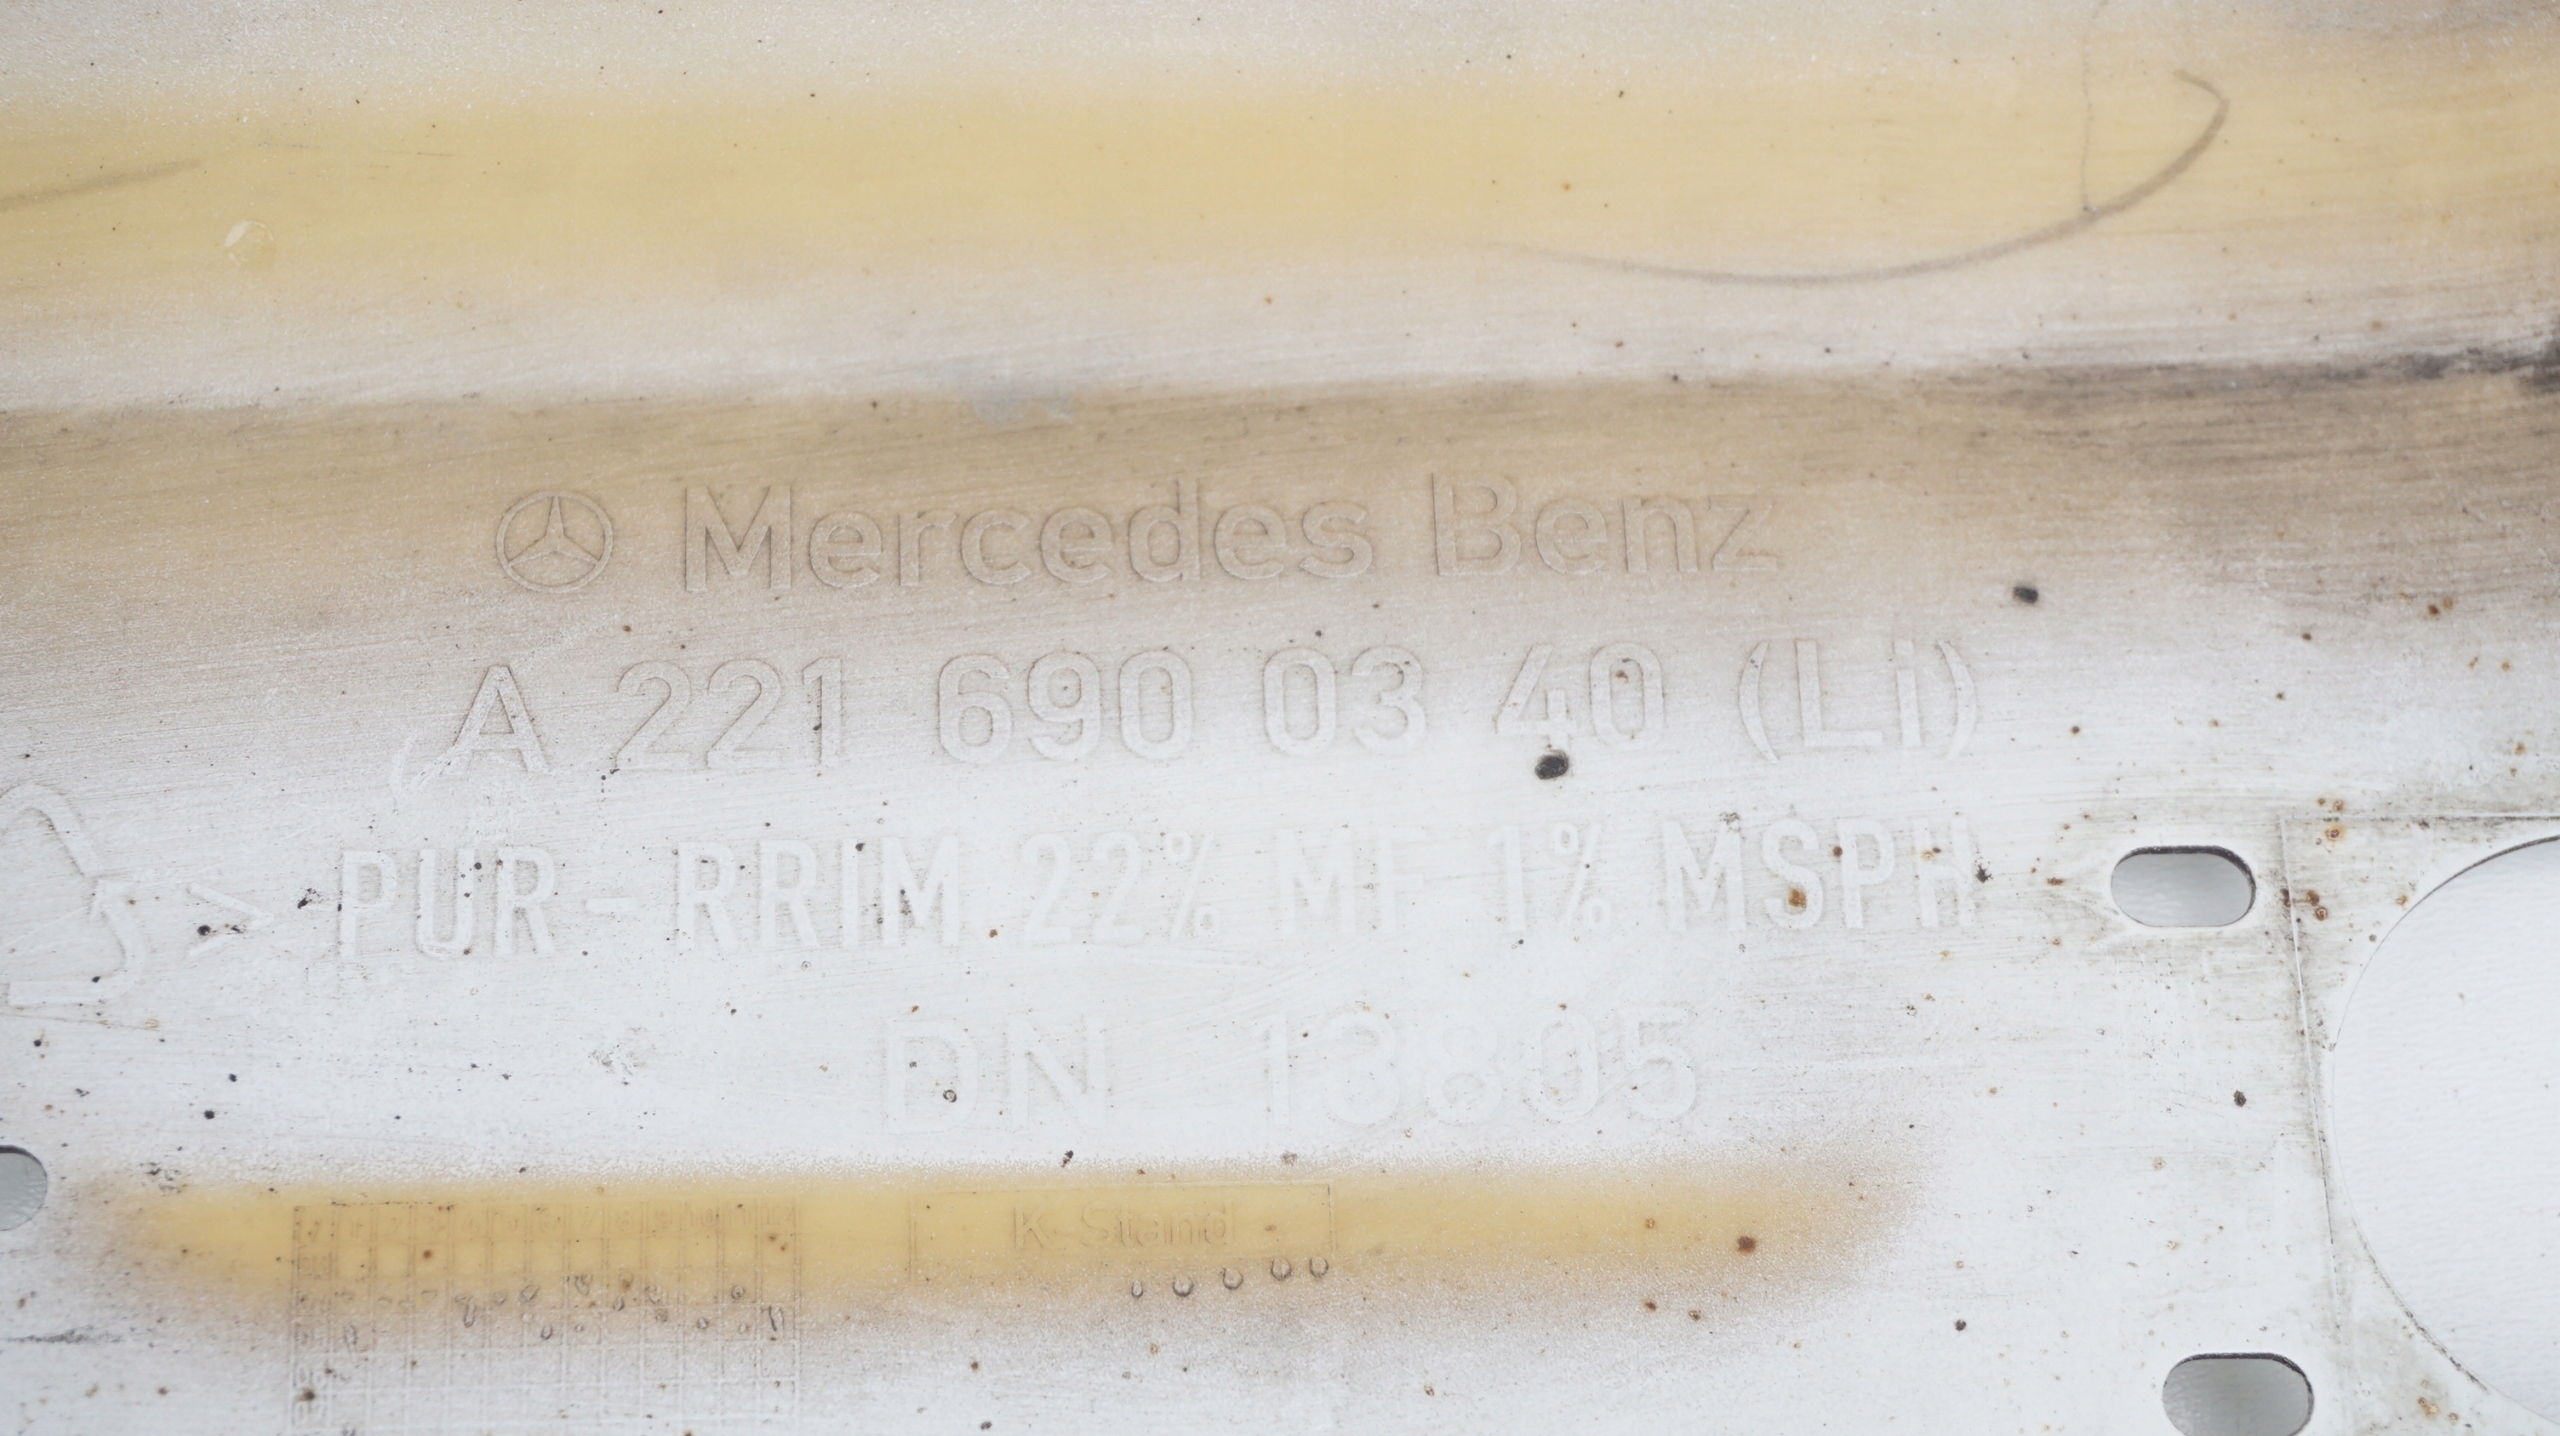 Mercedes Benz
A 221 690 03 40 (Li)
> PUR-RRIM 22% MF 1% MSPH
DN 13805
K-Stand